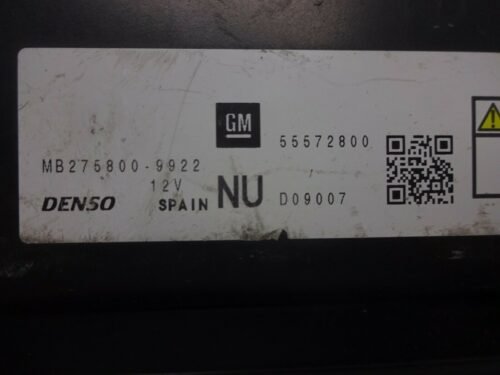 GM
55572800
MB275800-9922
12V
DENSO SPAIN NU D09007